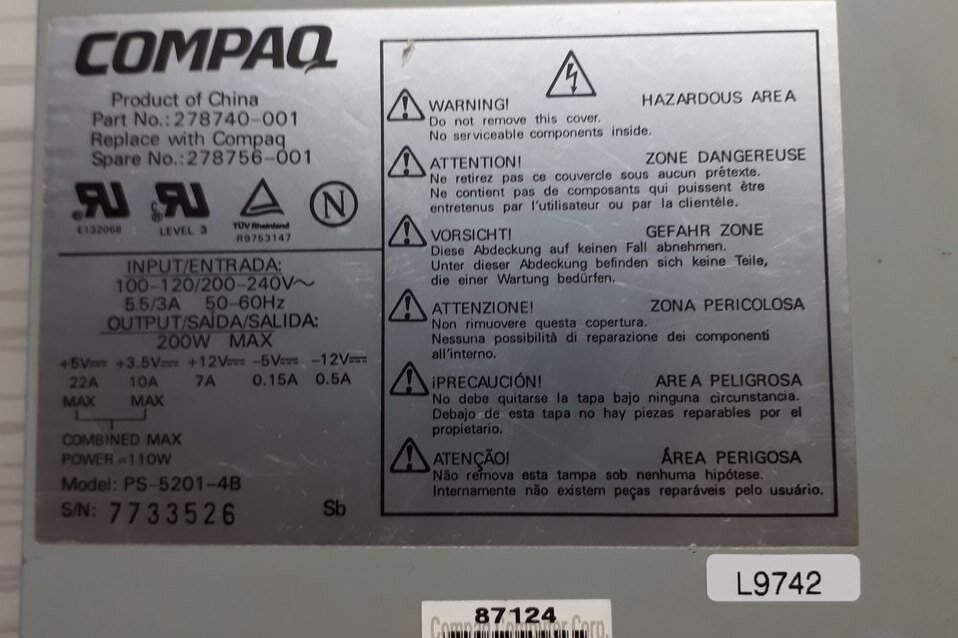 COMPAQ
Product of China
Part No.:278740-001
Replace with Compaq
Spare No.:278756-001
E132068
LEVEL 3
TÜV Rheinland
R9753147
N
INPUT/ENTRADA:
100-120/200-240V~
5.5/3A 50-60Hz
OUTPUT/SAÍDA/SALIDA:
200W MAX
+5V⎓ +3.5V⎓ +12V⎓ -5V⎓ -12V⎓
22A 10A 7A 0.15A 0.5A
MAX MAX
COMBINED MAX
POWER=110W
Model: PS-5201-4B
S/N: 7733526 Sb
WARNING! HAZARDOUS AREA
Do not remove this cover.
No serviceable components inside.
ATTENTION! ZONE DANGEREUSE
Ne retirez pas ce couvercle sous aucun prétexte.
Ne contient pas de composants qui puissent être
entretenus par l'utilisateur ou par la clientèle.
VORSICHT! GEFAHR ZONE
Diese Abdeckung auf keinen Fall abnehmen.
Unter dieser Abdeckung befinden sich keine Teile,
die einer Wartung bedürfen.
ATTENZIONE! ZONA PERICOLOSA
Non rimuovere questa copertura.
Nessuna possibilità di reparazione dei componenti
all'interno.
¡PRECAUCIÓN! AREA PELIGROSA
No debe quitarse la tapa bajo ninguna circunstancia.
Debajo de esta tapa no hay piezas reparables por el
propietario.
ATENÇÃO! ÁREA PERIGOSA
Não remova esta tampa sob nenhuma hipótese.
Internamente não existem peças reparáveis pelo usuário.
L9742
87124
Compaq Computer Corp.